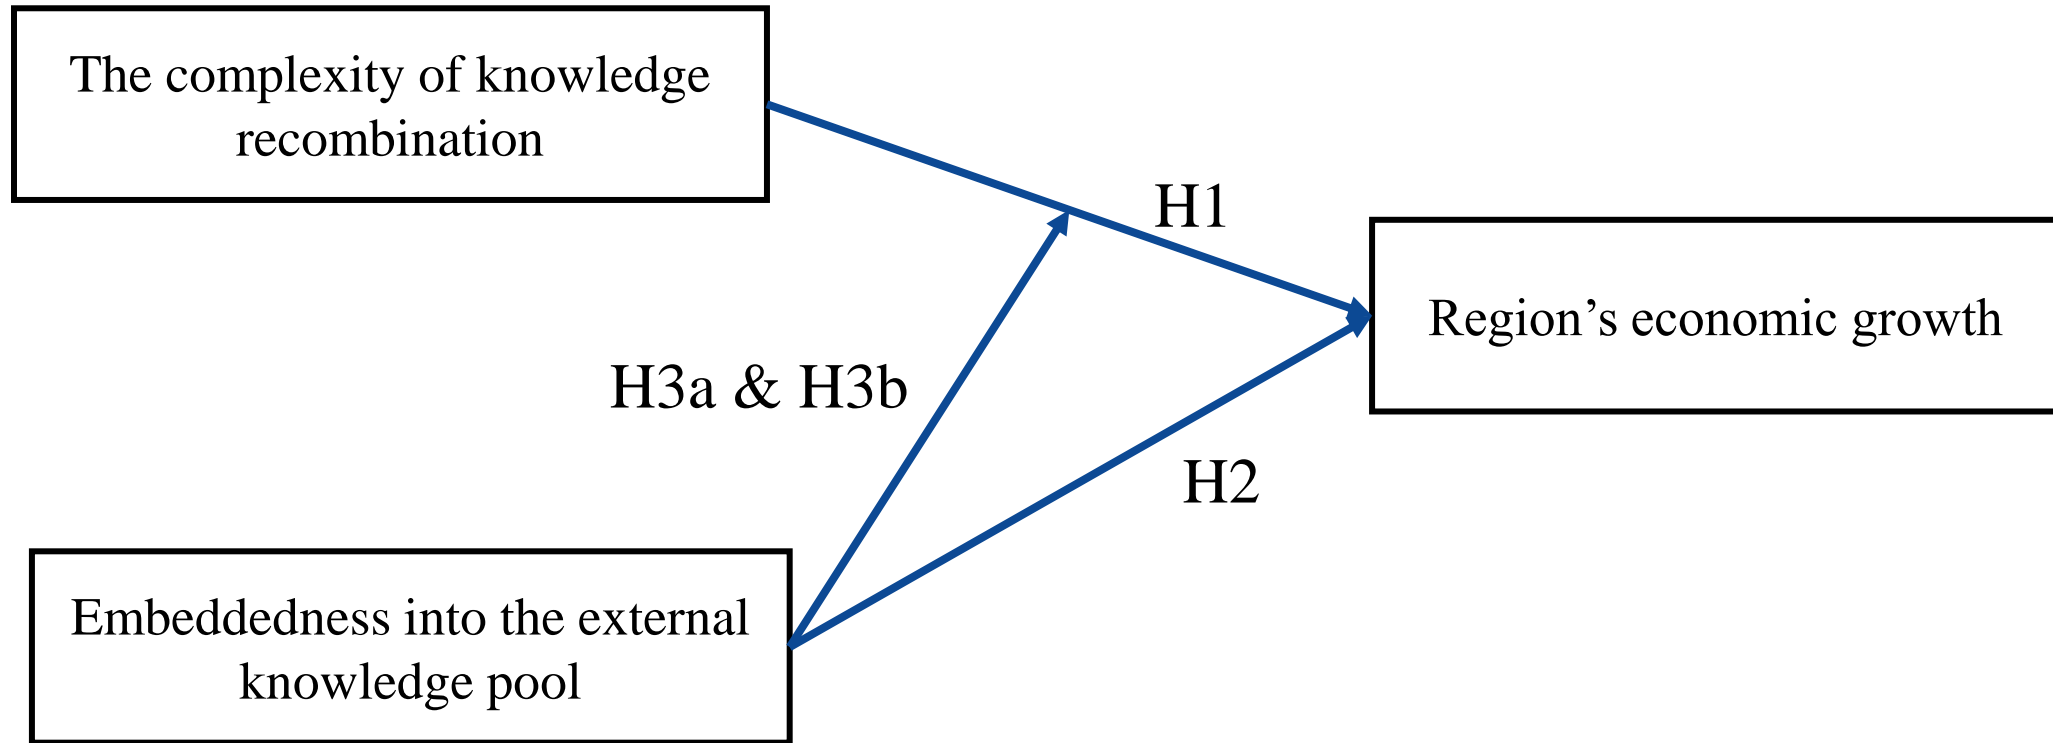 The complexity of knowledge
recombination
H1
Region’s economic growth
H3a & H3b
H2
Embeddedness into the external
knowledge pool